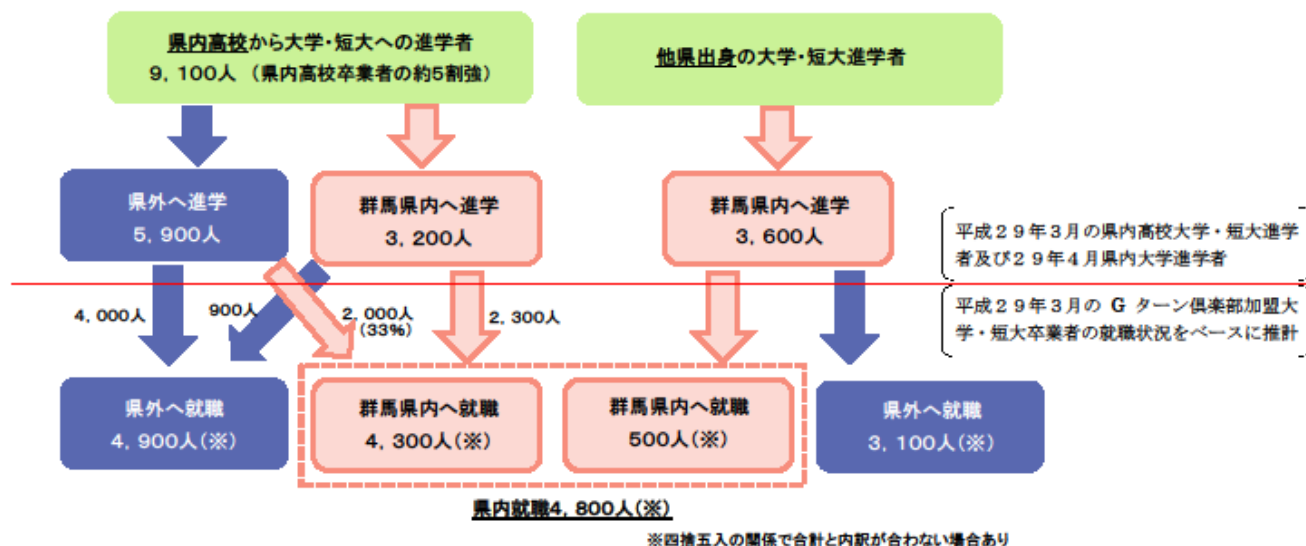 県内高校から大学・短大への進学者
9，100人 （県内高校卒業者の約5割強）
他県出身の大学・短大進学者
県外へ進学
5，900人
群馬県内へ進学
3，200人
群馬県内へ進学
3，600人
平成２９年３月の県内高校大学・短大進学
者及び２９年４月県内大学進学者
4，000人
900人
2，000人
(33%)
2，300人
平成２９年３月の G ターン倶楽部加盟大
学・短大卒業者の就職状況をベースに推計
県外へ就職
4，900人(※)
群馬県内へ就職
4，300人(※)
群馬県内へ就職
500人(※)
県外へ就職
3，100人(※)
県内就職4，800人(※)
※四捨五入の関係で合計と内訳が合わない場合あり